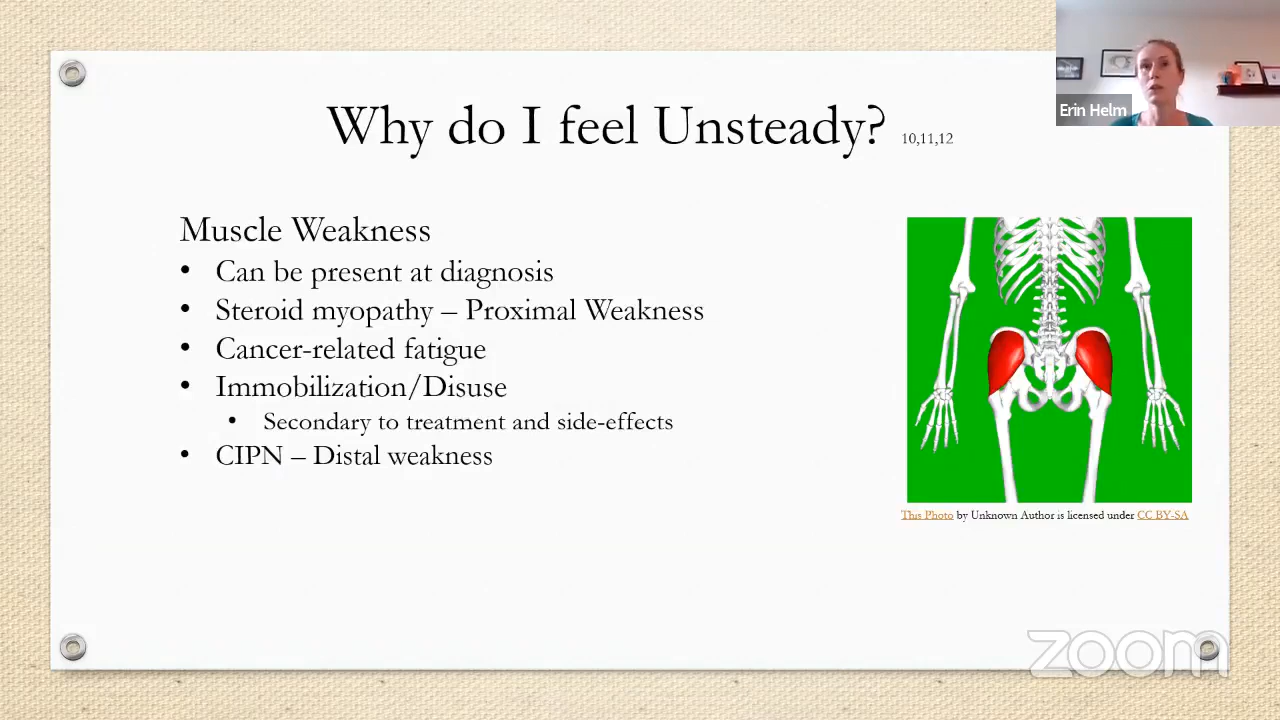 Erin Helm
Why do I feel Unsteady? 10,11,12
Muscle Weakness
• Can be present at diagnosis
• Steroid myopathy – Proximal Weakness
• Cancer-related fatigue
• Immobilization/Disuse
• Secondary to treatment and side-effects
• CIPN – Distal weakness
This Photo by Unknown Author is licensed under CC BY-SA
zoom